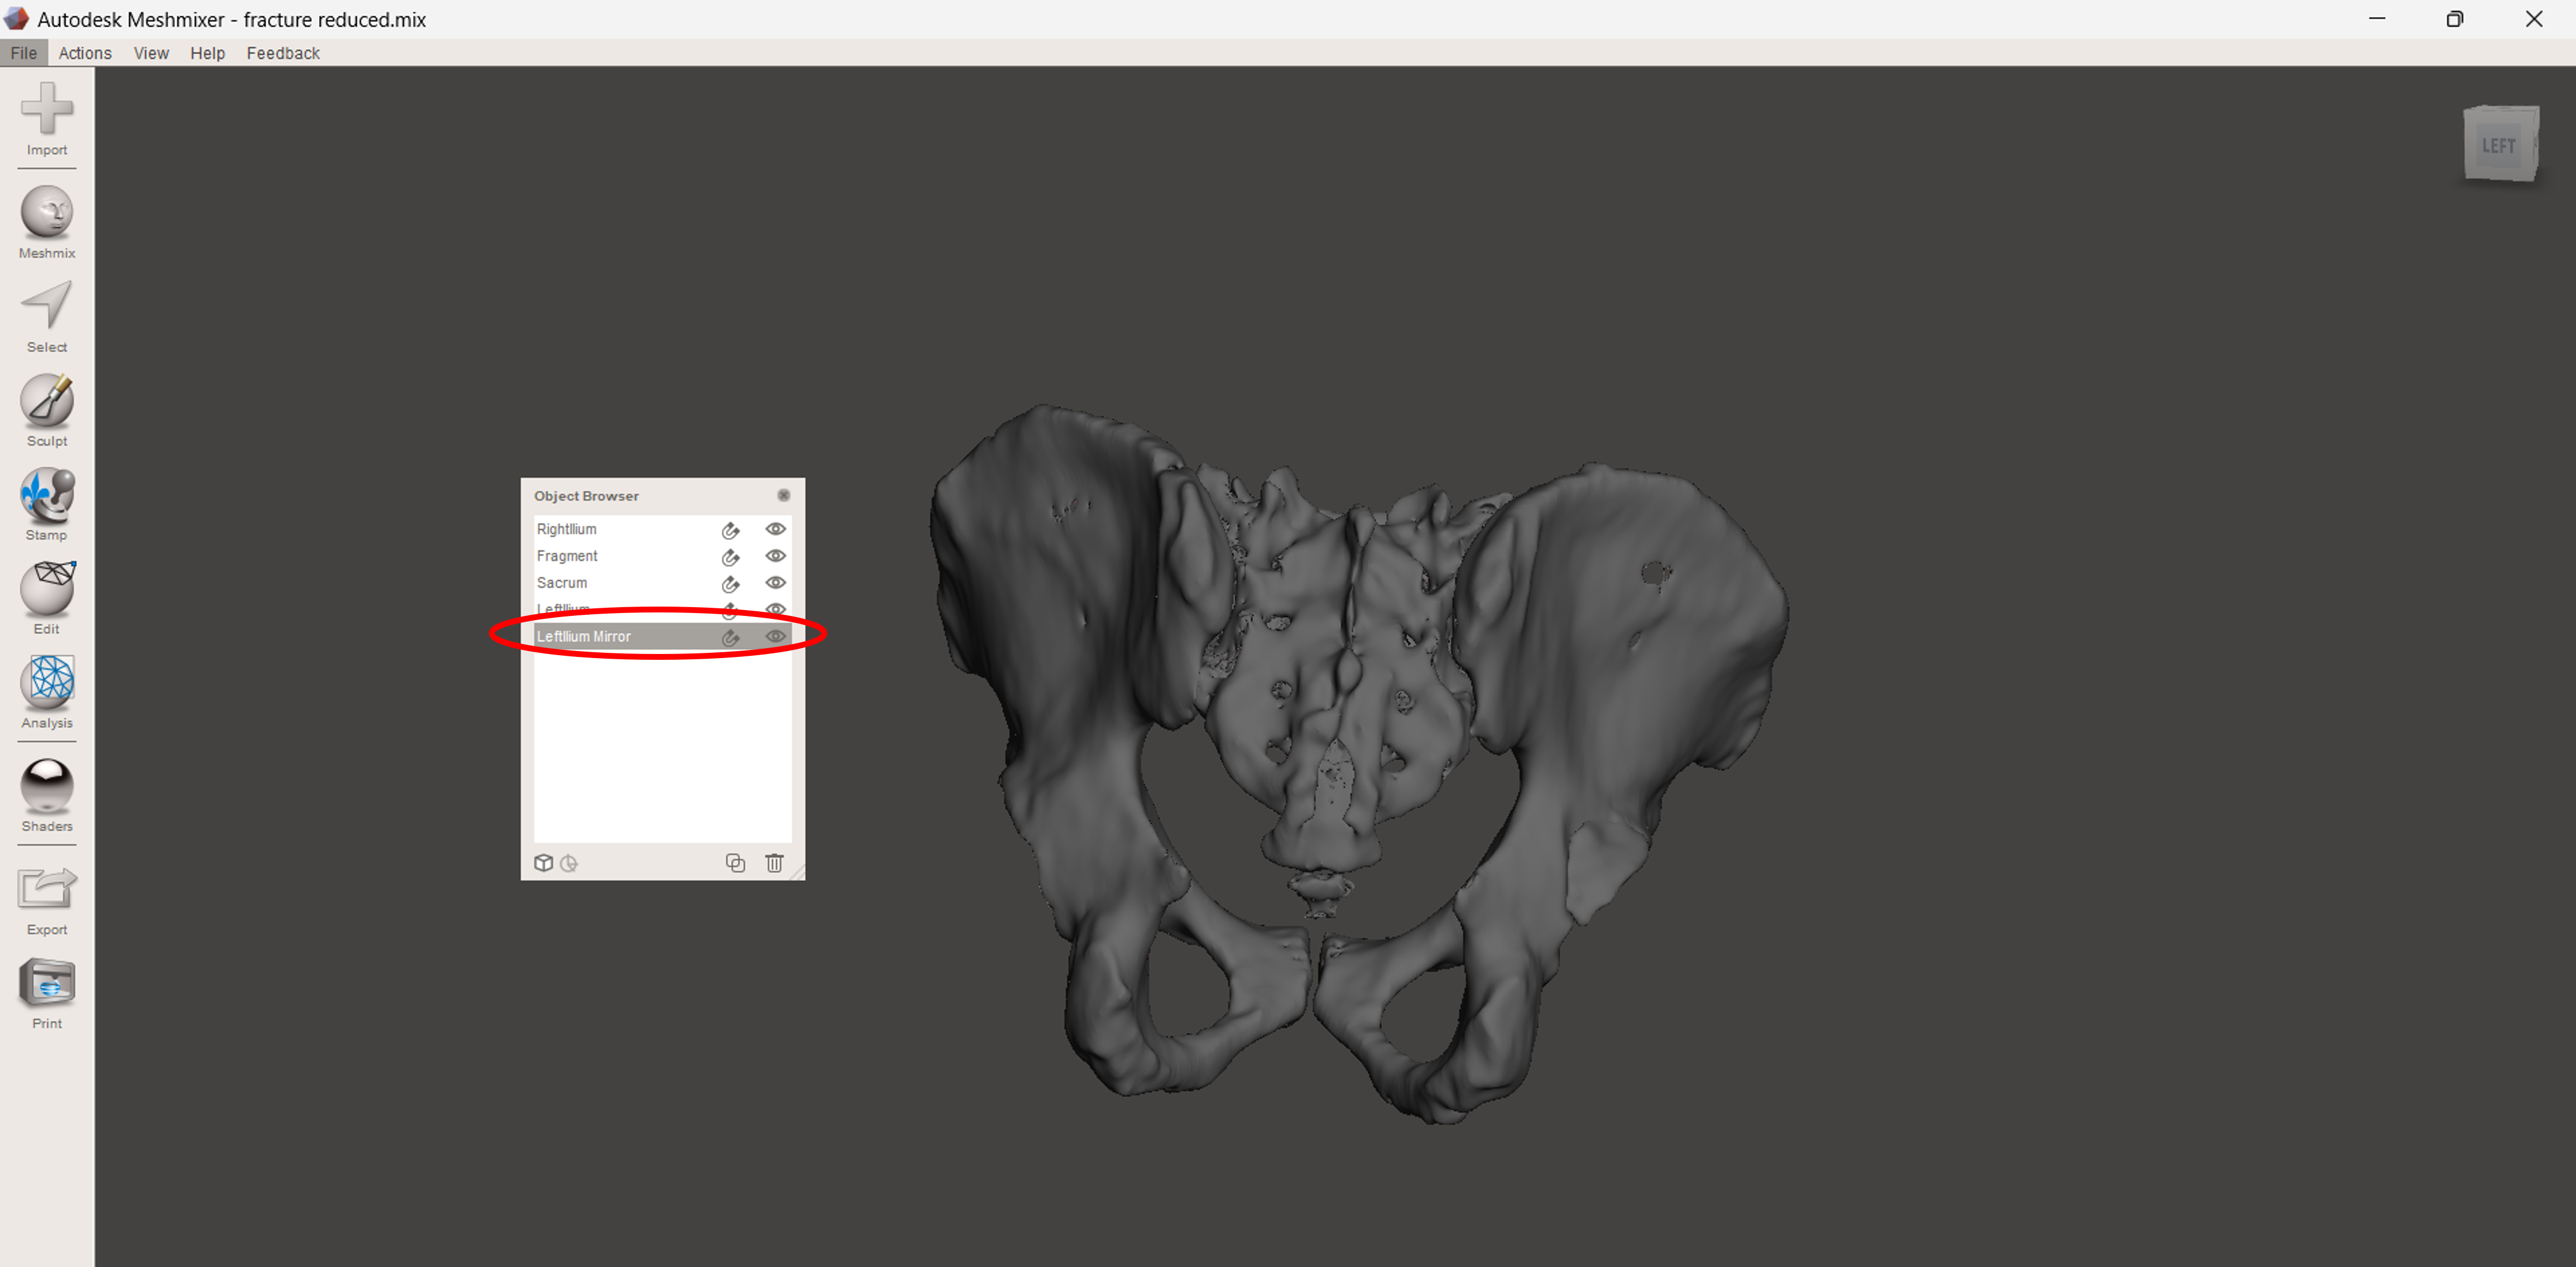 Autodesk Meshmixer - fracture reduced.mix
File Actions View Help Feedback
Import
Meshmix
Select
Sculpt
Stamp
Edit
Analysis
Shaders
Export
Print
Object Browser
RightIlium
Fragment
Sacrum
LeftIlium
LeftIlium Mirror
LEFT